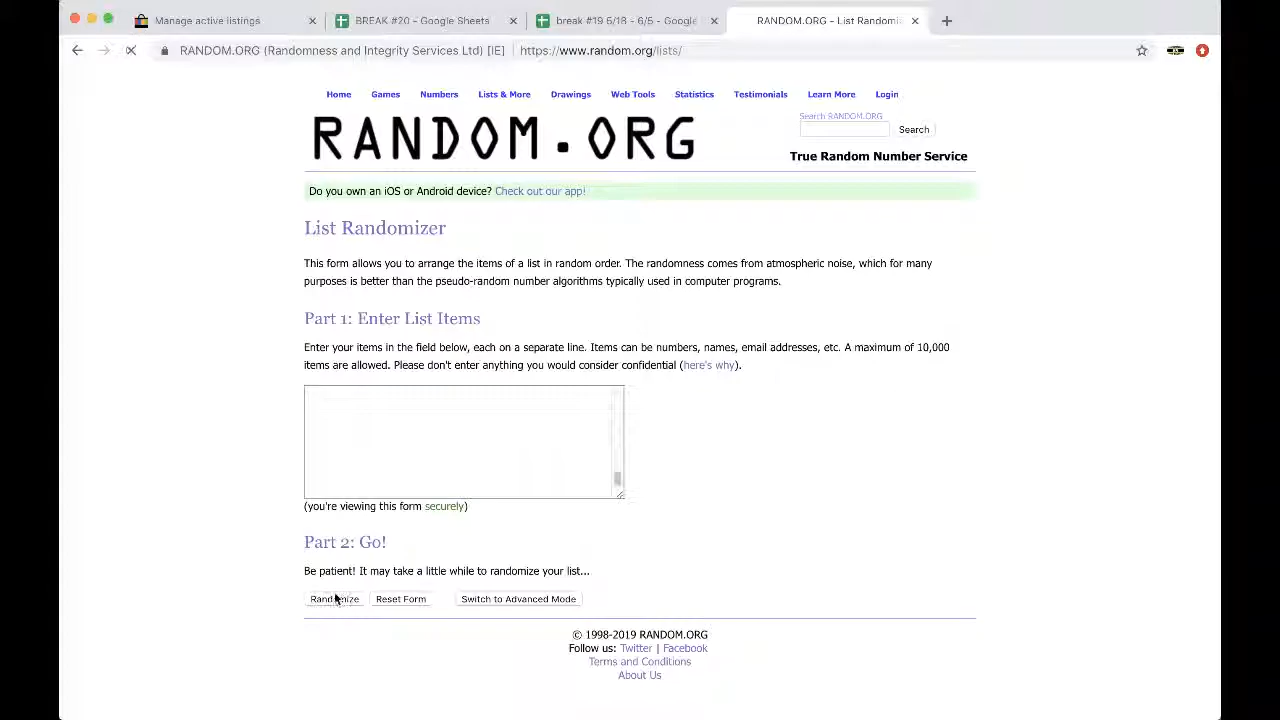 Manage active listings
BREAK #20 - Google Sheets
break #19 5/18 - 6/5 - Google
RANDOM.ORG - List Randomi
RANDOM.ORG (Randomness and Integrity Services Ltd) [IE] https://www.random.org/lists/
Home Games Numbers Lists & More Drawings Web Tools Statistics Testimonials Learn More Login
RANDOM.ORG
Search RANDOM.ORG
Search
True Random Number Service
Do you own an iOS or Android device? Check out our app!
List Randomizer
This form allows you to arrange the items of a list in random order. The randomness comes from atmospheric noise, which for many
purposes is better than the pseudo-random number algorithms typically used in computer programs.
Part 1: Enter List Items
Enter your items in the field below, each on a separate line. Items can be numbers, names, email addresses, etc. A maximum of 10,000
items are allowed. Please don't enter anything you would consider confidential (here's why).
(you're viewing this form securely)
Part 2: Go!
Be patient! It may take a little while to randomize your list...
Randomize Reset Form Switch to Advanced Mode
© 1998-2019 RANDOM.ORG
Follow us: Twitter | Facebook
Terms and Conditions
About Us